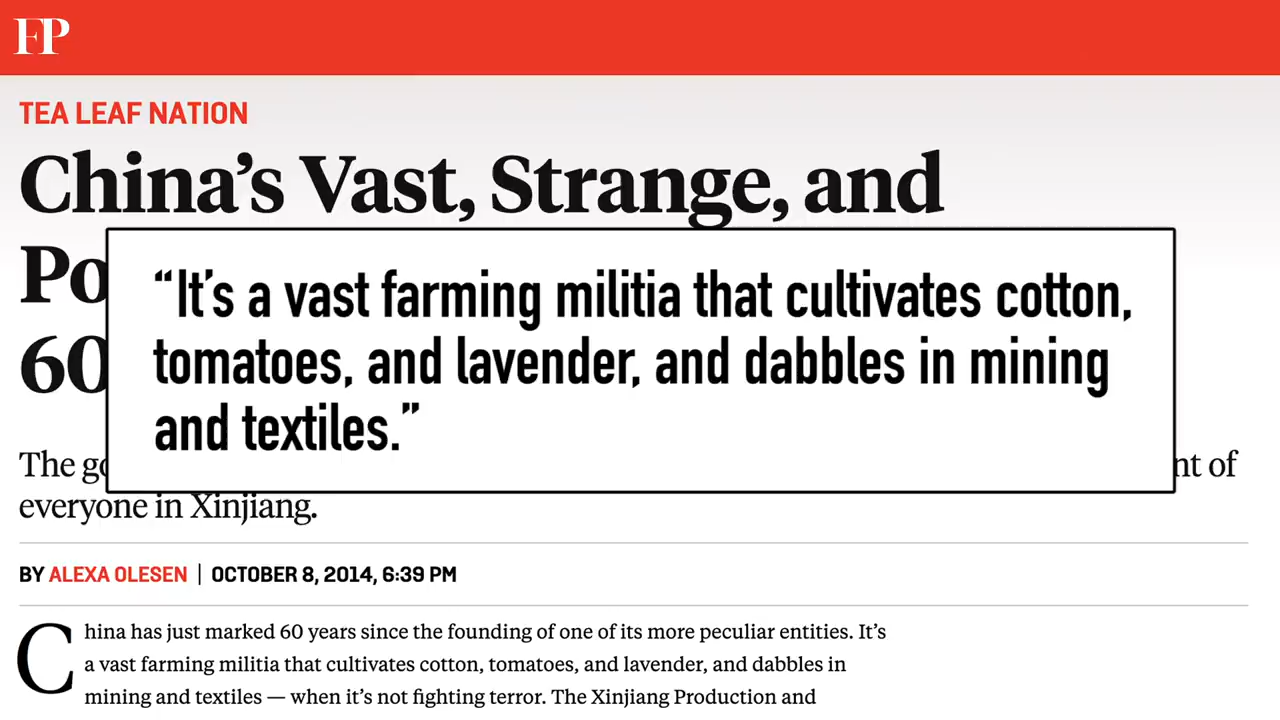 FP
TEA LEAF NATION
China’s Vast, Strange, and
60
“It’s a vast farming militia that cultivates cotton,
tomatoes, and lavender, and dabbles in mining
and textiles.”
The
of
everyone in Xinjiang.
BY ALEXA OLESEN | OCTOBER 8, 2014, 6:39 PM
China has just marked 60 years since the founding of one of its more peculiar entities. It’s
a vast farming militia that cultivates cotton, tomatoes, and lavender, and dabbles in
mining and textiles — when it’s not fighting terror. The Xinjiang Production and